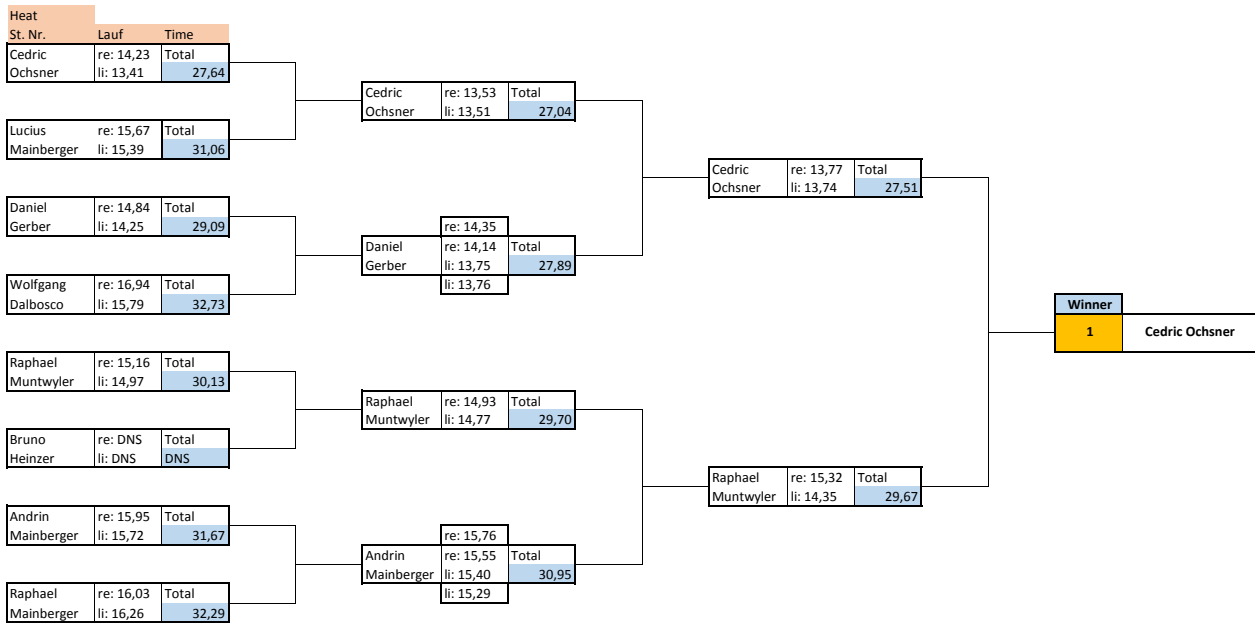 Heat
St. Nr. Lauf Time
Cedric re: 14,23 Total
Ochsner li: 13,41 27,64
Lucius re: 15,67 Total
Mainberger li: 15,39 31,06
Daniel re: 14,84 Total
Gerber li: 14,25 29,09
Wolfgang re: 16,94 Total
Dalbosco li: 15,79 32,73
Raphael re: 15,16 Total
Muntwyler li: 14,97 30,13
Bruno re: DNS Total
Heinzer li: DNS DNS
Andrin re: 15,95 Total
Mainberger li: 15,72 31,67
Raphael re: 16,03 Total
Mainberger li: 16,26 32,29
Cedric re: 13,53 Total
Ochsner li: 13,51 27,04
re: 14,35
Daniel re: 14,14 Total
Gerber li: 13,75 27,89
li: 13,76
Raphael re: 14,93 Total
Muntwyler li: 14,77 29,70
re: 15,76
Andrin re: 15,55 Total
Mainberger li: 15,40 30,95
li: 15,29
Cedric re: 13,77 Total
Ochsner li: 13,74 27,51
Raphael re: 15,32 Total
Muntwyler li: 14,35 29,67
Winner
1 Cedric Ochsner